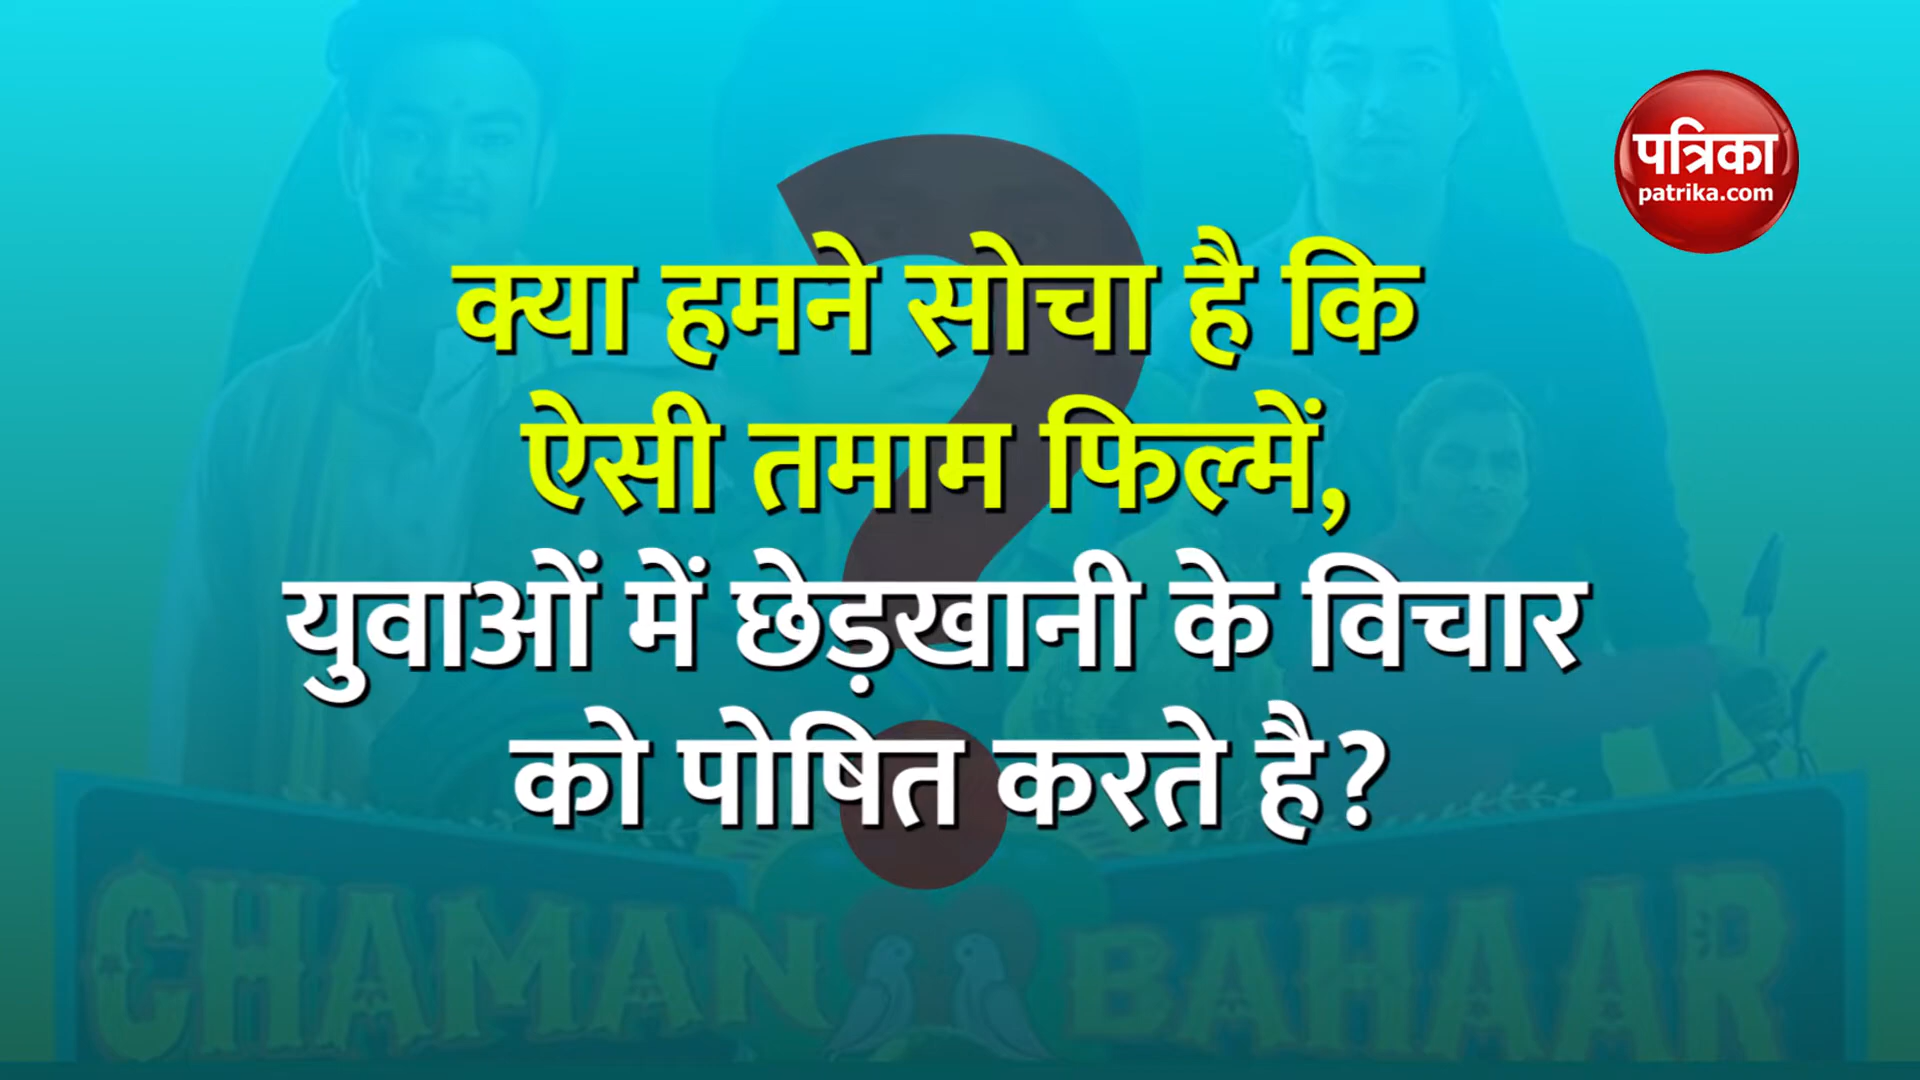 पत्रिका
patrika.com
क्या हमने सोचा है कि
ऐसी तमाम फिल्में,
युवाओं में छेड़खानी के विचार
को पोषित करते है?
CHAMAN BAHAAR